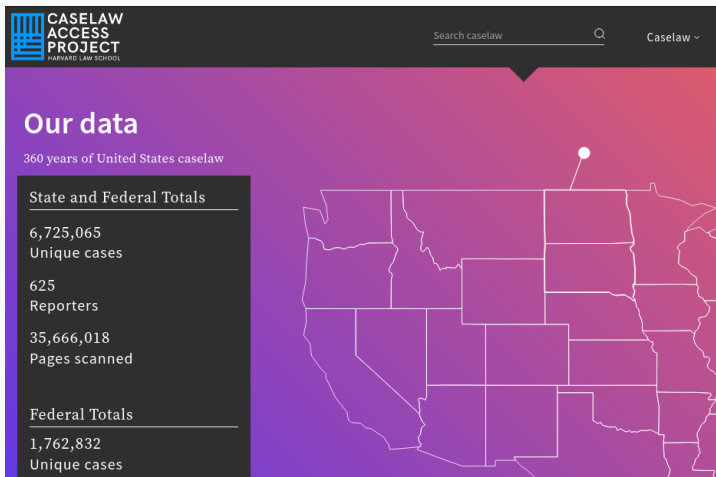 CASELAW
ACCESS
PROJECT
HARVARD LAW SCHOOL
Search caselaw
Caselaw
Our data
360 years of United States caselaw
State and Federal Totals
6,725,065
Unique cases
625
Reporters
35,666,018
Pages scanned
Federal Totals
1,762,832
Unique cases